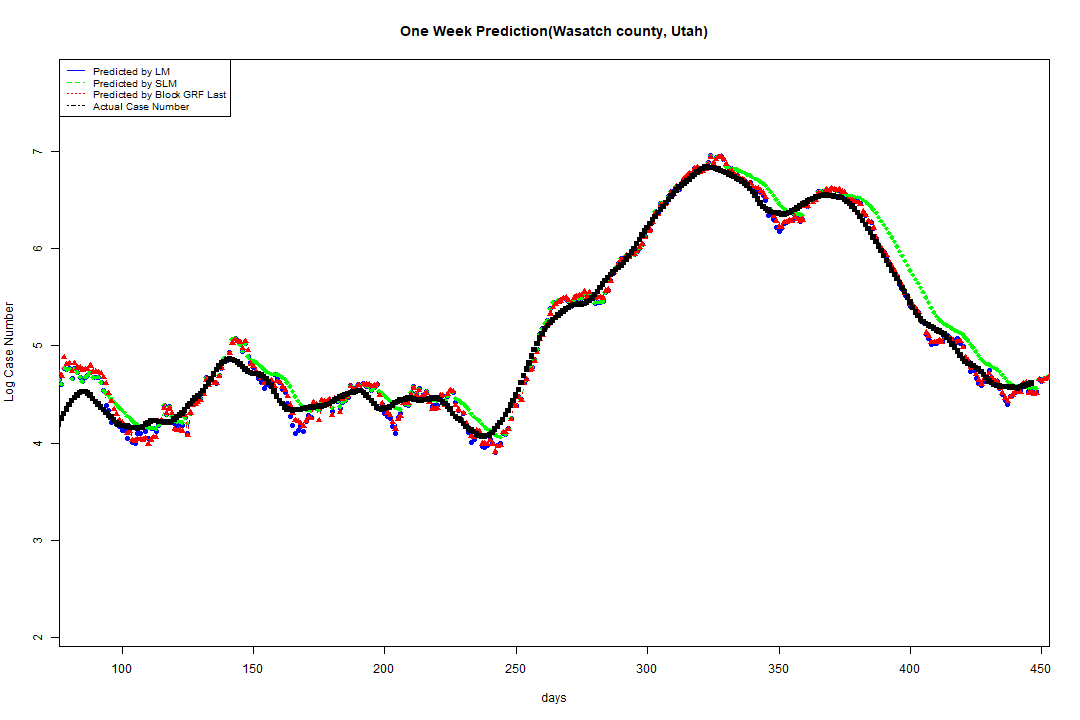 One Week Prediction(Wasatch county, Utah)
Predicted by LM
Predicted by SLM
Predicted by Block GRF Last
Actual Case Number
7
6
5
4
3
2
Log Case Number
100 150 200 250 300 350 400 450
days